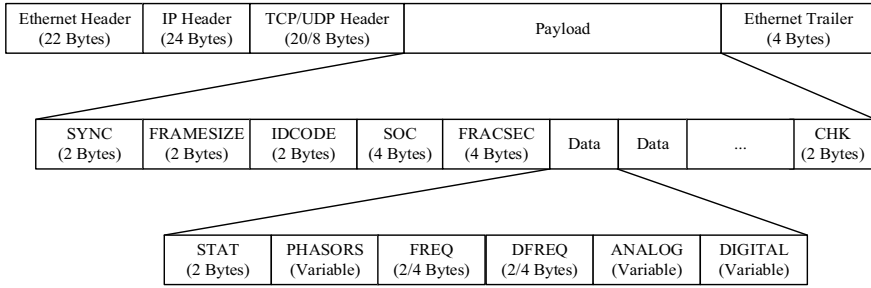 Ethernet Header
(22 Bytes)
IP Header
(24 Bytes)
TCP/UDP Header
(20/8 Bytes)
Payload
Ethernet Trailer
(4 Bytes)
SYNC
(2 Bytes)
FRAMESIZE
(2 Bytes)
IDCODE
(2 Bytes)
SOC
(4 Bytes)
FRACSEC
(4 Bytes)
Data
Data
...
CHK
(2 Bytes)
STAT
(2 Bytes)
PHASORS
(Variable)
FREQ
(2/4 Bytes)
DFREQ
(2/4 Bytes)
ANALOG
(Variable)
DIGITAL
(Variable)